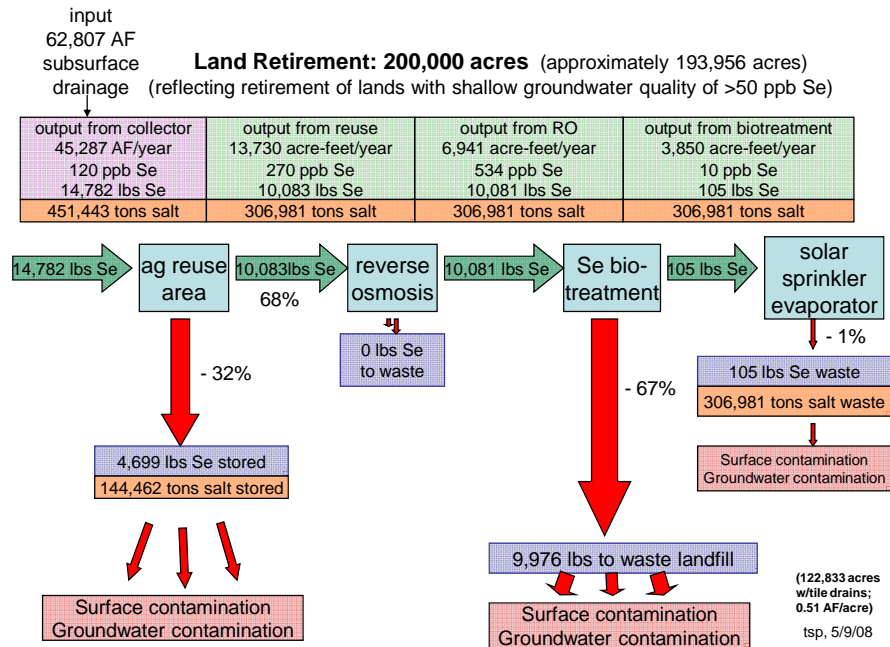 input
62,807 AF
subsurface
drainage
Land Retirement: 200,000 acres (approximately 193,956 acres)
(reflecting retirement of lands with shallow groundwater quality of >50 ppb Se)
output from collector
45,287 AF/year
120 ppb Se
14,782 lbs Se
451,443 tons salt
output from reuse
13,730 acre-feet/year
270 ppb Se
10,083 lbs Se
306,981 tons salt
output from RO
6,941 acre-feet/year
534 ppb Se
10,081 lbs Se
306,981 tons salt
output from biotreatment
3,850 acre-feet/year
10 ppb Se
105 lbs Se
306,981 tons salt
14,782 lbs Se
ag reuse
area
10,083lbs Se
68%
reverse
osmosis
10,081 lbs Se
Se bio-
treatment
105 lbs Se
solar
sprinkler
evaporator
- 32%
0 lbs Se
to waste
- 67%
- 1%
105 lbs Se waste
306,981 tons salt waste
Surface contamination
Groundwater contamination
4,699 lbs Se stored
144,462 tons salt stored
Surface contamination
Groundwater contamination
9,976 lbs to waste landfill
Surface contamination
Groundwater contamination
(122,833 acres
w/tile drains;
0.51 AF/acre)
tsp, 5/9/08